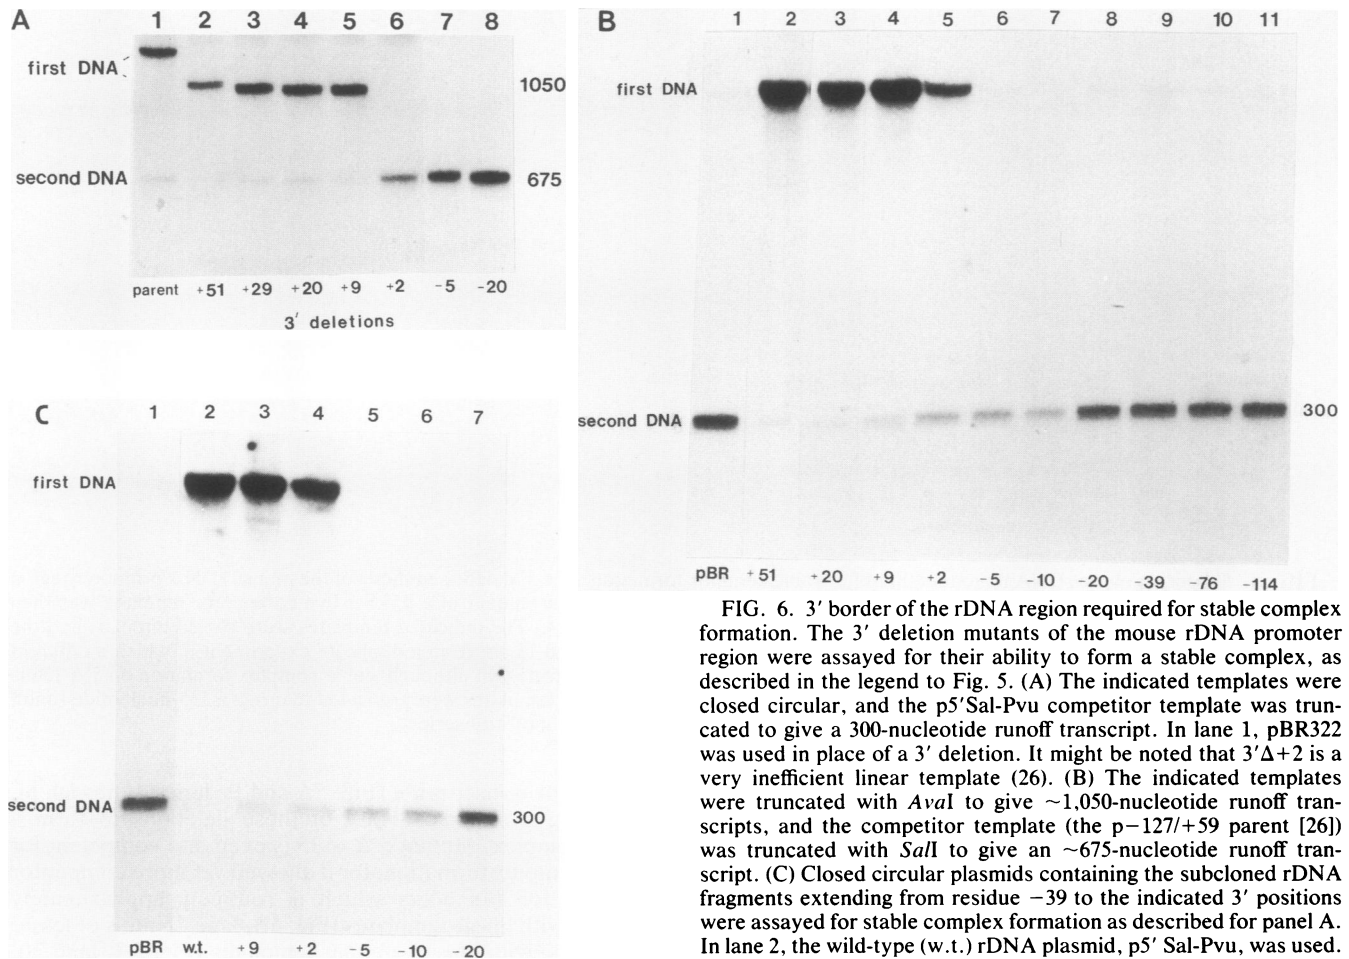 A
1 2 3 4 5 6 7 8
first DNA
1050
second DNA
675
parent +51 +29 +20 +9 +2 -5 -20
3' deletions
B
1 2 3 4 5 6 7 8 9 10 11
first DNA
second DNA
300
pBR +51 +20 +9 +2 -5 -10 -20 -39 -76 -114
C
1 2 3 4 5 6 7
first DNA
second DNA
300
pBR w.t. +9 +2 -5 -10 -20
FIG. 6. 3' border of the rDNA region required for stable complex
formation. The 3' deletion mutants of the mouse rDNA promoter
region were assayed for their ability to form a stable complex, as
described in the legend to Fig. 5. (A) The indicated templates were
closed circular, and the p5'Sal-Pvu competitor template was trun-
cated to give a 300-nucleotide runoff transcript. In lane 1, pBR322
was used in place of a 3' deletion. It might be noted that 3'Δ+2 is a
very inefficient linear template (26). (B) The indicated templates
were truncated with AvaI to give ~1,050-nucleotide runoff tran-
scripts, and the competitor template (the p−127/+59 parent [26])
was truncated with SalI to give an ~675-nucleotide runoff tran-
script. (C) Closed circular plasmids containing the subcloned rDNA
fragments extending from residue −39 to the indicated 3' positions
were assayed for stable complex formation as described for panel A.
In lane 2, the wild-type (w.t.) rDNA plasmid, p5' Sal-Pvu, was used.